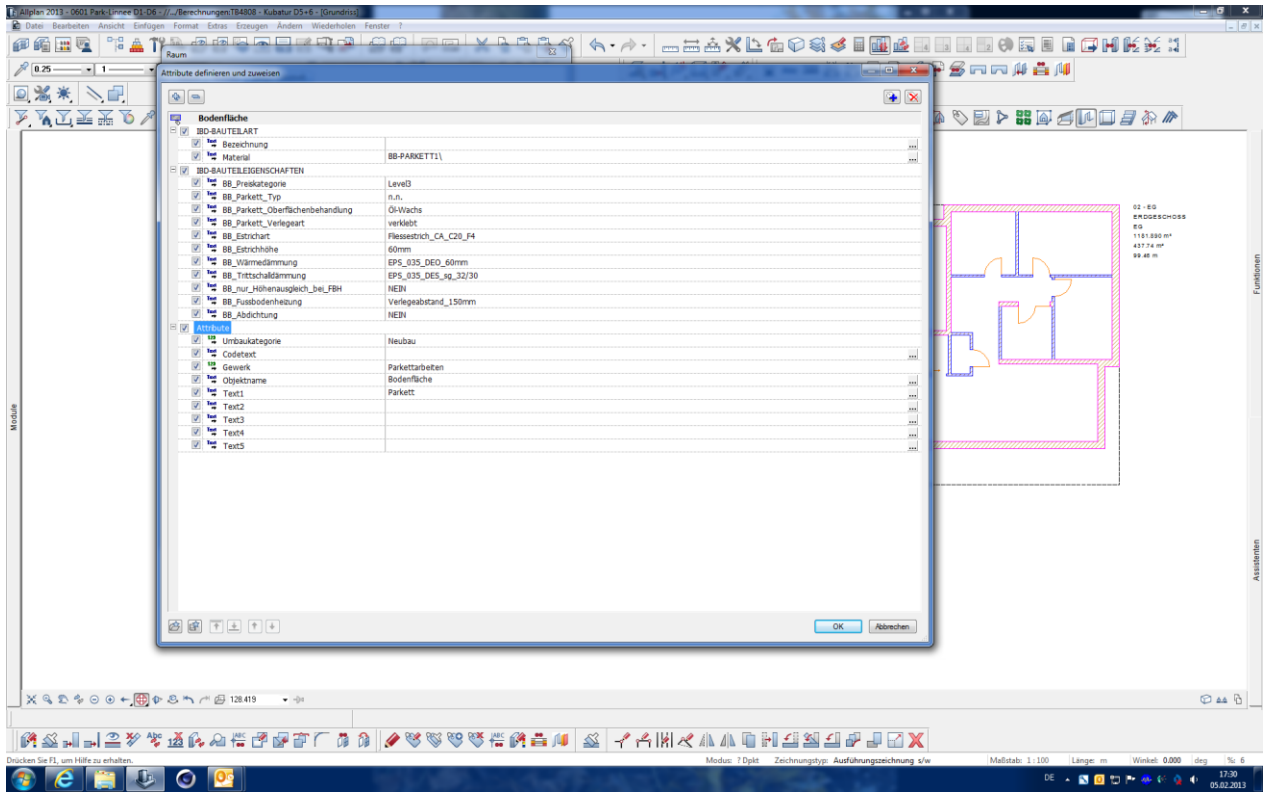 Allplan 2013 - 0601 Park-Linnee D1-D6 - //.../Berechnungen:TB4808 - Kubatur D5+6 - [Grundriss]
Datei Bearbeiten Ansicht Einfügen Format Extras Erzeugen Ändern Wiederholen Fenster ?
0.25 1
Raum
Attribute definieren und zuweisen
Bodenfläche
IBD-BAUTEILART
Bezeichnung ...
Material BB-PARKETT1\ ...
IBD-BAUTEILEIGENSCHAFTEN
BB_Preiskategorie Level3
BB_Parkett_Typ n.n.
BB_Parkett_Oberflächenbehandlung Öl-Wachs
BB_Parkett_Verlegeart verklebt
BB_Estrichart Fliessestrich_CA_C20_F4
BB_Estrichhöhe 60mm
BB_Wärmedämmung EPS_035_DEO_60mm
BB_Trittschalldämmung EPS_035_DES_sg_32/30
BB_nur_Höhenausgleich_bei_FBH NEIN
BB_Fussbodenheizung Verlegeabstand_150mm
BB_Abdichtung NEIN
Attribute
Umbaukategorie Neubau
Codetext ...
Gewerk Parkettarbeiten
Objektname Bodenfläche ...
Text1 Parkett ...
Text2 ...
Text3 ...
Text4 ...
Text5 ...
OK Abbrechen
02 - EG
ERDGESCHOSS
EG
437.74 m²
Module
Funktionen
Assistenten
128.419
Drücken Sie F1, um Hilfe zu erhalten.
Modus: ? Dpkt Zeichnungstyp: Ausführungszeichnung s/w Maßstab: 1:100 Länge: m Winkel: 0.000 deg %: 6
DE 17:30
05.02.2013